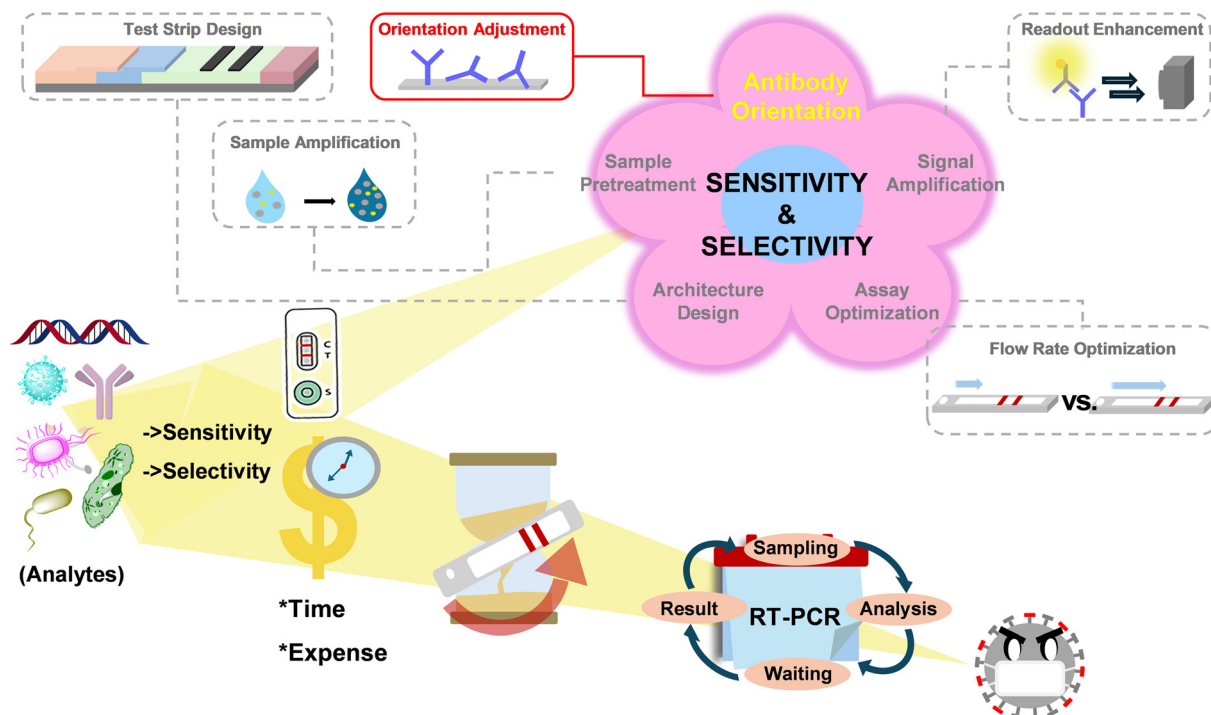 Test Strip Design
Orientation Adjustment
Readout Enhancement
Antibody
Orientation
Sample Amplification
Sample
Pretreatment
SENSITIVITY
&
SELECTIVITY
Signal
Amplification
Architecture
Design
Assay
Optimization
Flow Rate Optimization
VS.
C
T
S
->Sensitivity
->Selectivity
$
(Analytes)
*Time
*Expense
Sampling
Result
RT-PCR
Analysis
Waiting